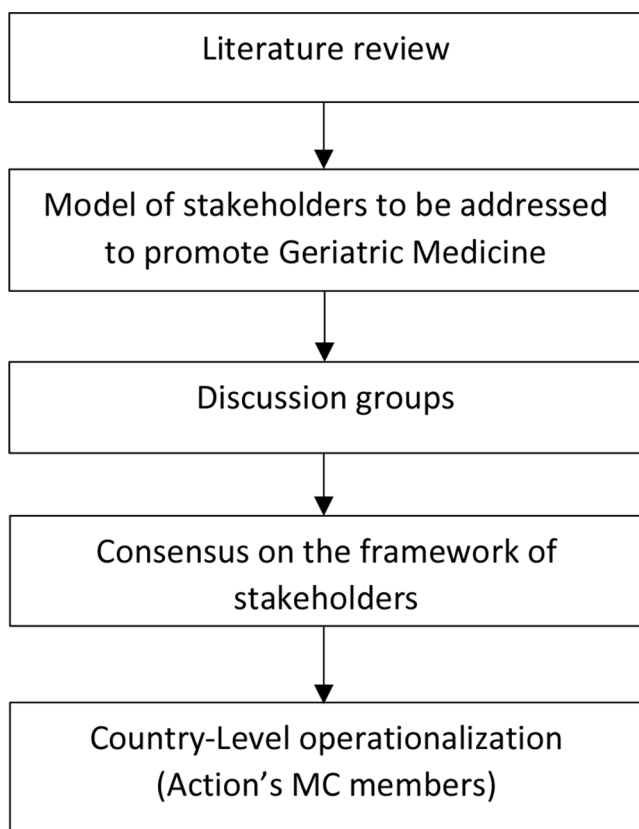 Literature review
Model of stakeholders to be addressed
to promote Geriatric Medicine
Discussion groups
Consensus on the framework of
stakeholders
Country-Level operationalization
(Action’s MC members)